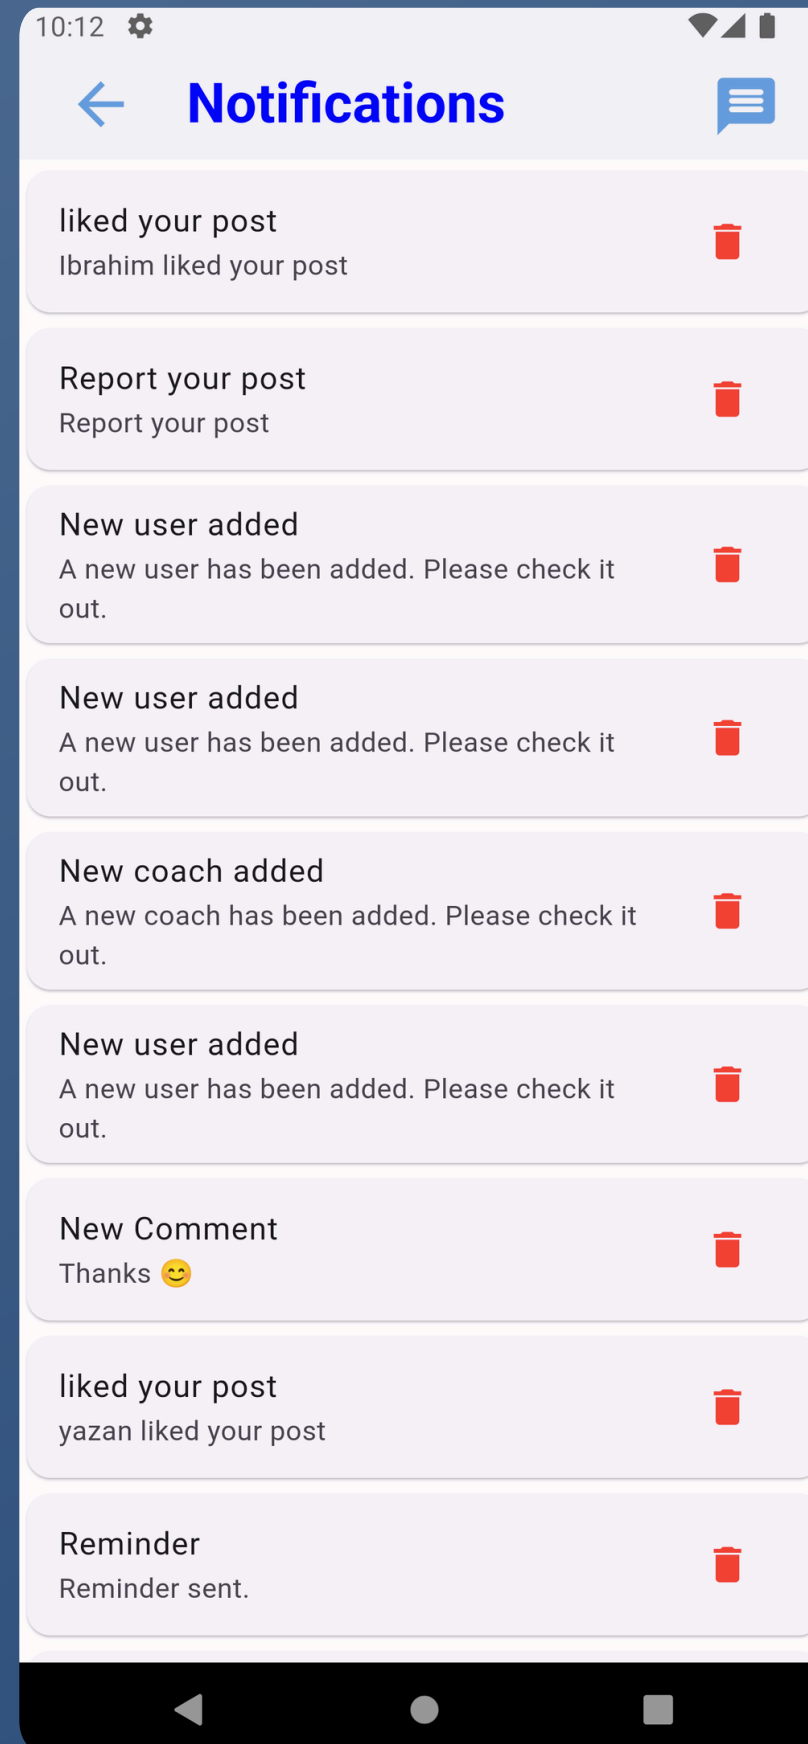 10:12
Notifications
liked your post
Ibrahim liked your post
Report your post
Report your post
New user added
A new user has been added. Please check it
out.
New user added
A new user has been added. Please check it
out.
New coach added
A new coach has been added. Please check it
out.
New user added
A new user has been added. Please check it
out.
New Comment
Thanks 😊
liked your post
yazan liked your post
Reminder
Reminder sent.